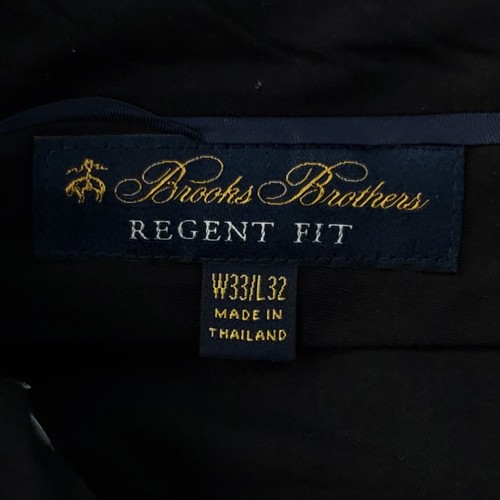 Brooks Brothers
REGENT FIT
W33/L32
MADE IN
THAILAND